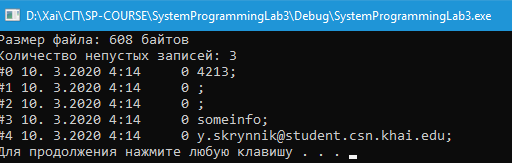 D:\Xai\СП\SP-COURSE\SystemProgrammingLab3\Debug\SystemProgrammingLab3.exe
Размер файла: 608 байтов
Количество непустых записей: 3
#0 10. 3.2020 4:14     0 4213;
#1 10. 3.2020 4:14     0 ;
#2 10. 3.2020 4:14     0 ;
#3 10. 3.2020 4:14     0 someinfo;
#4 10. 3.2020 4:14     0 y.skrynnik@student.csn.khai.edu;
Для продолжения нажмите любую клавишу . . .